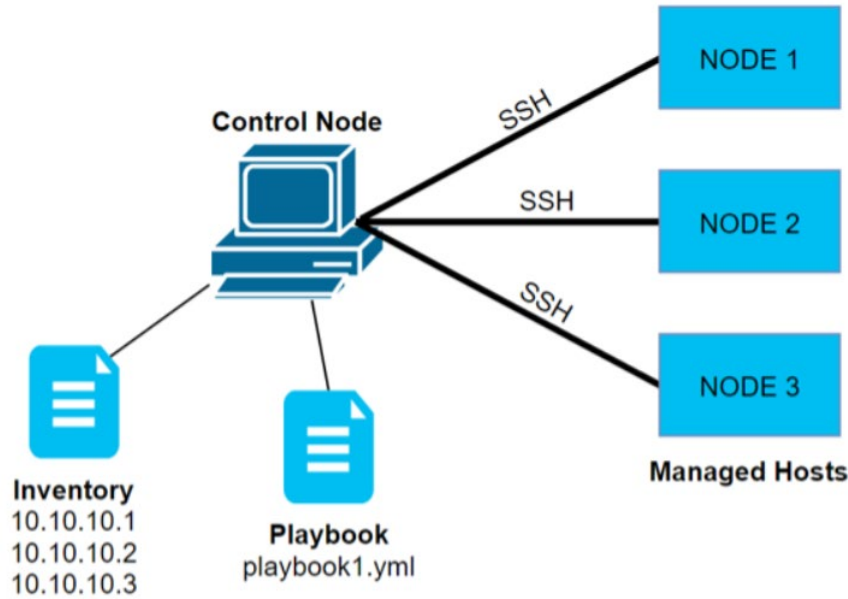 NODE 1
Control Node
SSH
SSH
NODE 2
SSH
NODE 3
Managed Hosts
Inventory
10.10.10.1
10.10.10.2
10.10.10.3
Playbook
playbook1.yml